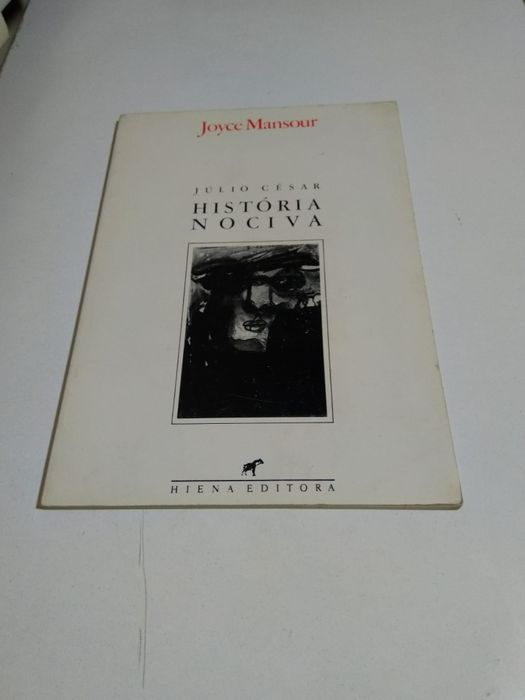 Joyce Mansour
JÚLIO CÉSAR
HISTÓRIA
NOCIVA
HIENA EDITORA